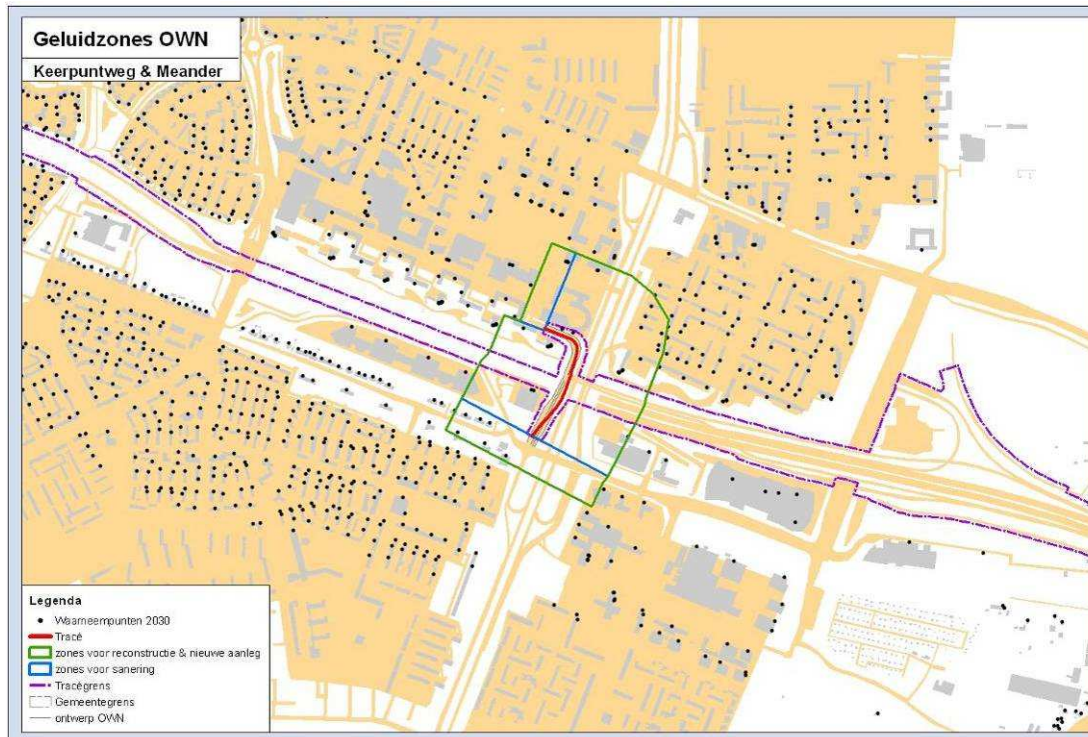 Geluidzones OWN
Keerpuntweg & Meander
Legenda
Waarneempunten 2030
Tracé
zones voor reconstructie & nieuwe aanleg
zones voor sanering
Tracégrens
Gemeentegrens
ontwerp OWN